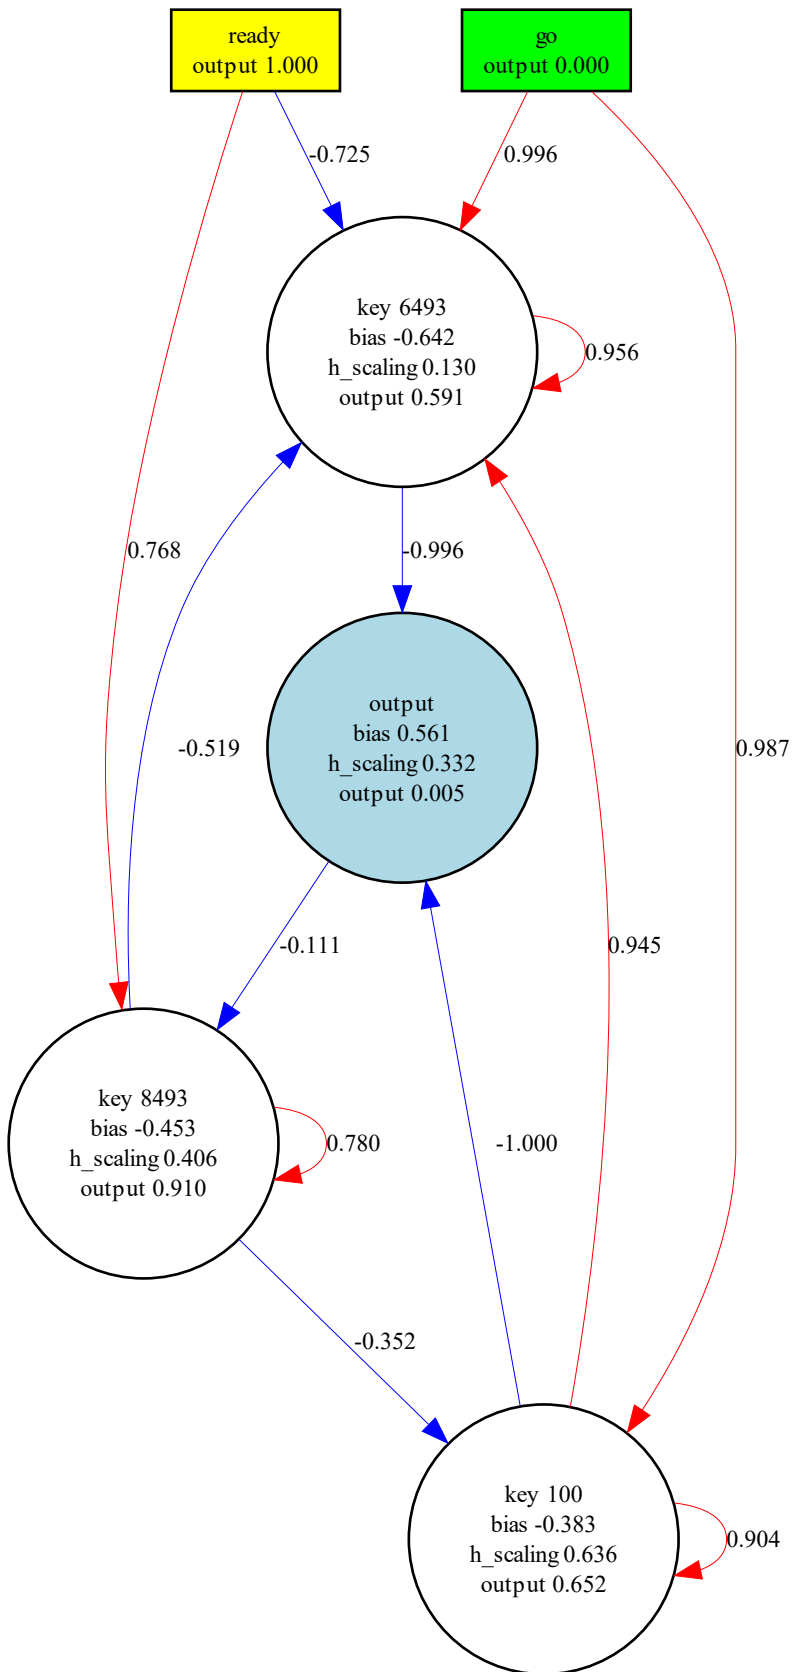 ready
output 1.000
go
output 0.000
-0.725
0.996
key 6493
bias -0.642
h_scaling 0.130
output 0.591
0.956
0.768
-0.996
output
bias 0.561
h_scaling 0.332
output 0.005
-0.519
0.987
-0.111
0.945
key 8493
bias -0.453
h_scaling 0.406
output 0.910
0.780
-1.000
-0.352
key 100
bias -0.383
h_scaling 0.636
output 0.652
0.904